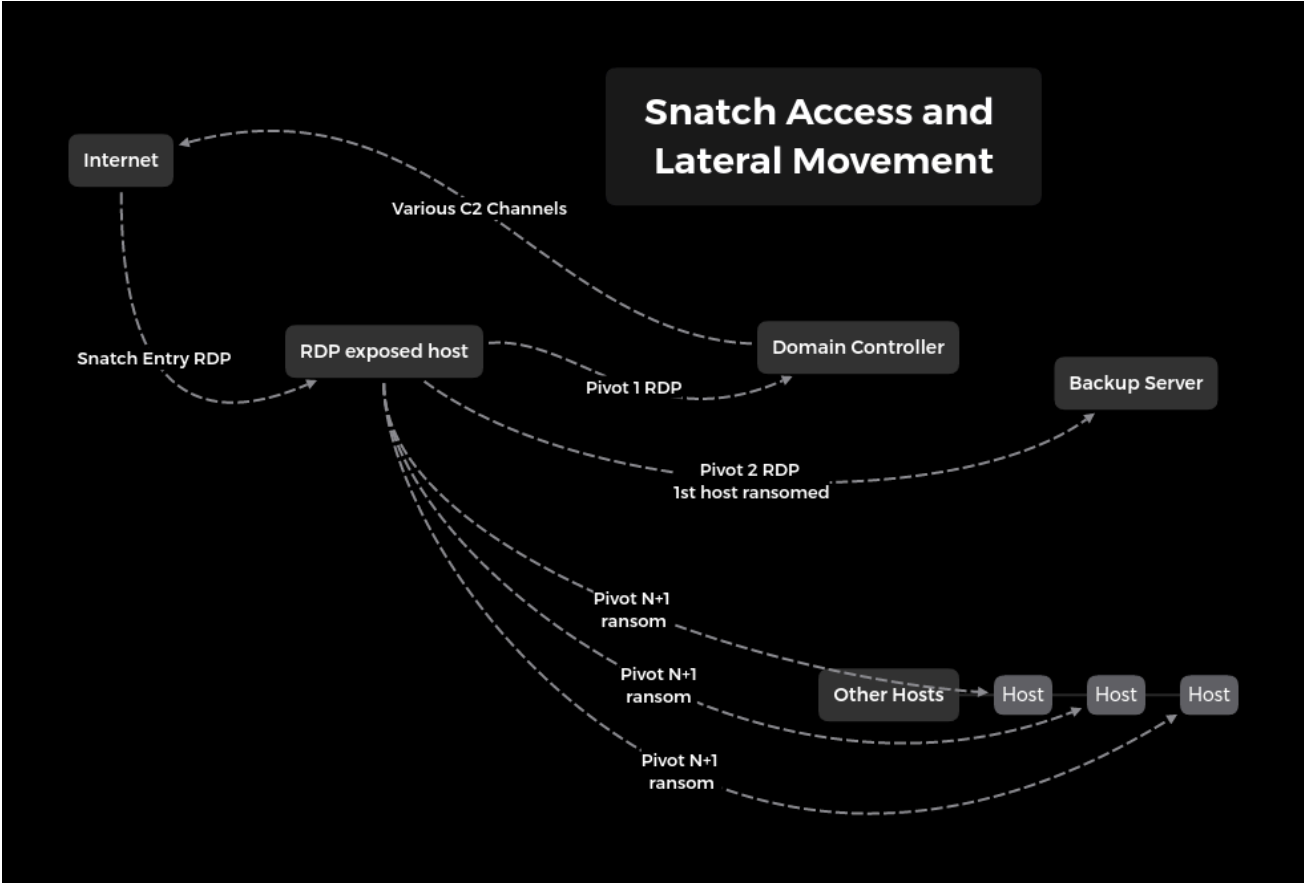 Snatch Access and
Lateral Movement
Internet
Various C2 Channels
Snatch Entry RDP
RDP exposed host
Domain Controller
Pivot 1 RDP
Backup Server
Pivot 2 RDP
1st host ransomed
Pivot N+1
ransom
Pivot N+1
ransom
Other Hosts
Host
Host
Host
Pivot N+1
ransom